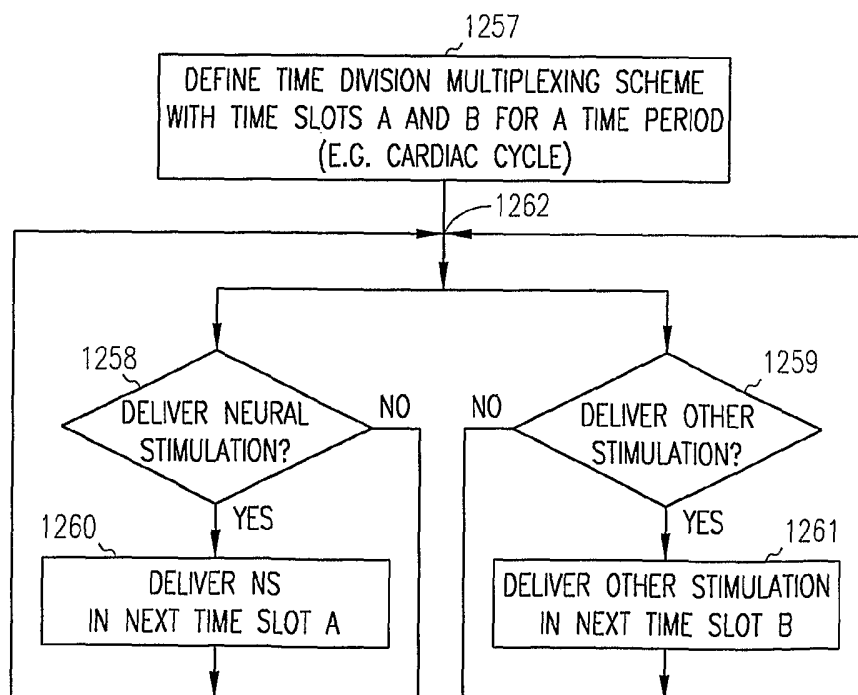 1257
DEFINE TIME DIVISION MULTIPLEXING SCHEME
WITH TIME SLOTS A AND B FOR A TIME PERIOD
(E.G. CARDIAC CYCLE)
1262
1258
DELIVER NEURAL
STIMULATION?
NO
YES
1259
DELIVER OTHER
STIMULATION?
NO
YES
1260
DELIVER NS
IN NEXT TIME SLOT A
1261
DELIVER OTHER STIMULATION
IN NEXT TIME SLOT B